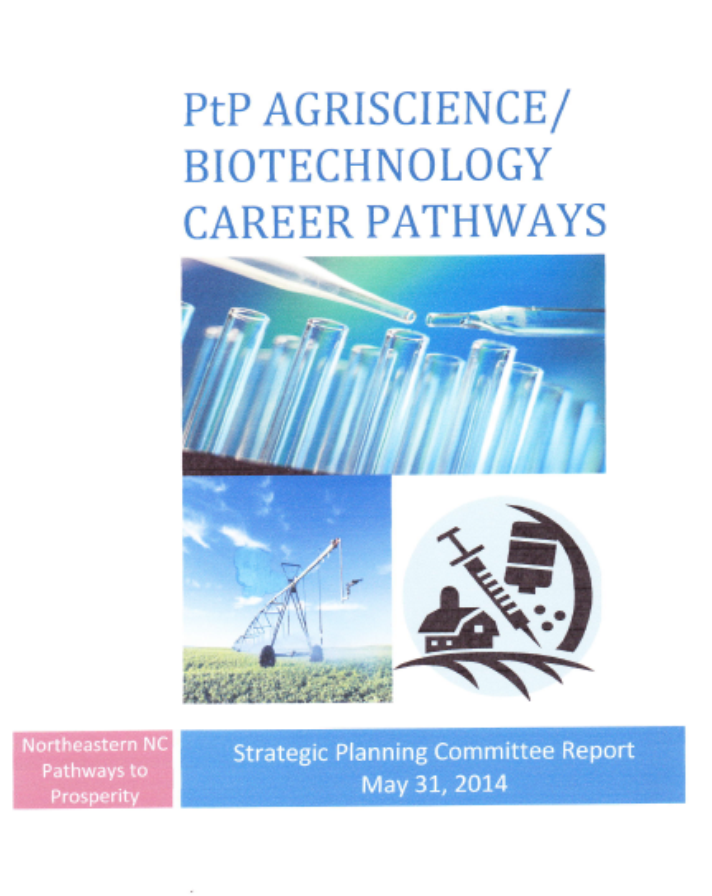 PtP AGRISCIENCE/
BIOTECHNOLOGY
CAREER PATHWAYS
Northeastern NC
Pathways to
Prosperity
Strategic Planning Committee Report
May 31, 2014